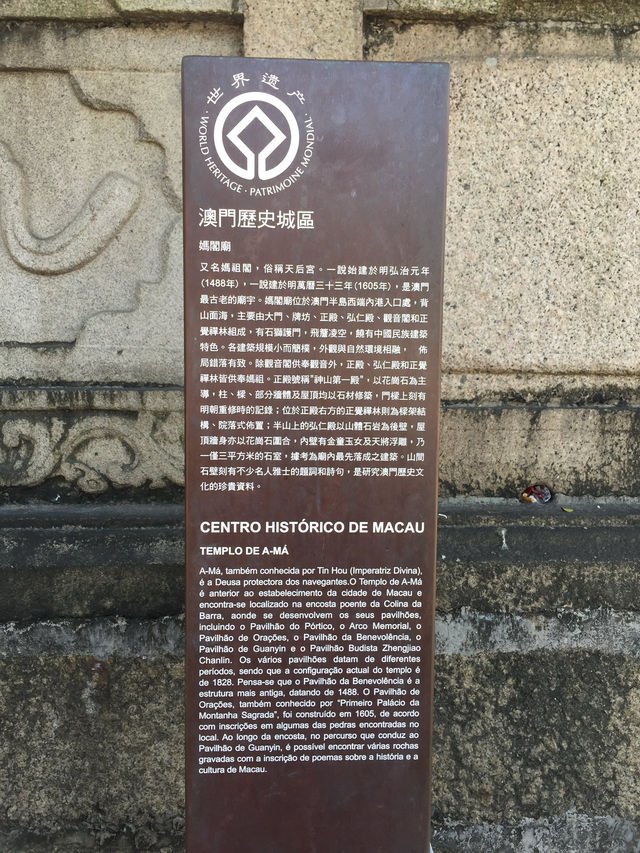 世界遗产
· WORLD HERITAGE · PATRIMOINE MONDIAL ·
澳門歷史城區
媽閣廟
又名媽祖閣，俗稱天后宮。一說始建於明弘治元年
（1488年），一說建於明萬曆三十三年（1605年），是澳門
最古老的廟宇。媽閣廟位於澳門半島西端內港入口處，背
山面海，主要由大門、牌坊、正殿、弘仁殿、觀音閣和正
覺禪林組成，有石獅護門，飛簷凌空，饒有中國民族建築
特色。各建築規模小而簡樸，外觀與自然環境相融， 佈
局錯落有致。除觀音閣供奉觀音外，正殿、弘仁殿和正覺
禪林皆供奉媽祖。正殿號稱“神山第一殿”，以花崗石為主
導，柱、樑、部分牆體及屋頂均以石材修築，門樑上刻有
明朝重修時的記錄；位於正殿右方的正覺禪林則為樑架結
構、院落式佈置；半山上的弘仁殿以山體石岩為後壁，屋
頂牆身亦以花崗石圍合，內壁有金童玉女及天將浮雕，乃
一僅三平方米的石室，據考為廟內最先落成之建築。山間
石壁刻有不少名人雅士的題詞和詩句，是研究澳門歷史文
化的珍貴資料。
CENTRO HISTÓRICO DE MACAU
TEMPLO DE A-MÁ
A-Má, também conhecida por Tin Hou (Imperatriz Divina),
é a Deusa protectora dos navegantes.O Templo de A-Má
é anterior ao estabelecimento da cidade de Macau e
encontra-se localizado na encosta poente da Colina da
Barra, aonde se desenvolvem os seus pavilhões,
incluindo o Pavilhão do Pórtico, o Arco Memorial, o
Pavilhão de Orações, o Pavilhão da Benevolência, o
Pavilhão de Guanyin e o Pavilhão Budista Zhengjiao
Chanlin. Os vários pavilhões datam de diferentes
períodos, sendo que a configuração actual do templo é
de 1828. Pensa-se que o Pavilhão da Benevolência é a
estrutura mais antiga, datando de 1488. O Pavilhão de
Orações, também conhecido por “Primeiro Palácio da
Montanha Sagrada”, foi construído em 1605, de acordo
com inscrições em algumas das pedras encontradas no
local. Ao longo da encosta, no percurso que conduz ao
Pavilhão de Guanyin, é possível encontrar várias rochas
gravadas com a inscrição de poemas sobre a história e a
cultura de Macau.